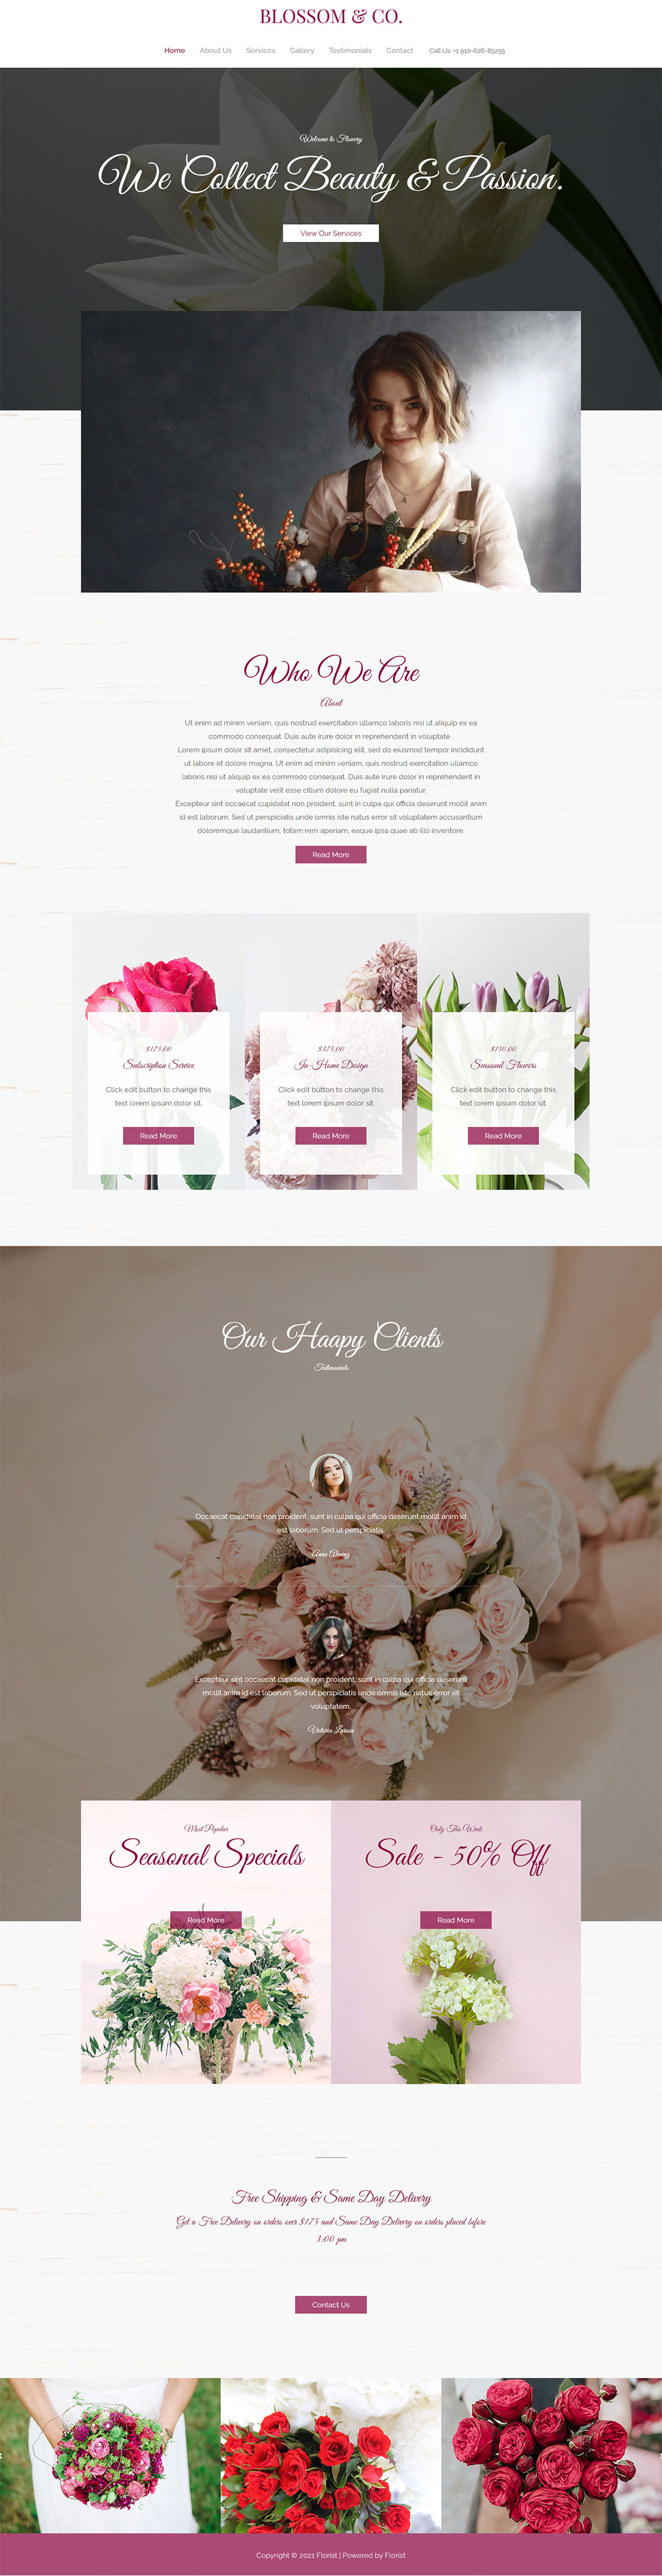 BLOSSOM & CO.
Home About Us Services Gallery Testimonials Contact Call Us: +1 910-626-85255
Welcome to Flowery
We Collect Beauty & Passion.
View Our Services
Who We Are
About
Ut enim ad minim veniam, quis nostrud exercitation ullamco laboris nisi ut aliquip ex ea
commodo consequat. Duis aute irure dolor in reprehenderit in voluptate .
Lorem ipsum dolor sit amet, consectetur adipisicing elit, sed do eiusmod tempor incididunt
ut labore et dolore magna. Ut enim ad minim veniam, quis nostrud exercitation ullamco
laboris nisi ut aliquip ex ea commodo consequat. Duis aute irure dolor in reprehenderit in
voluptate velit esse cillum dolore eu fugiat nulla pariatur.
Excepteur sint occaecat cupidatat non proident, sunt in culpa qui officia deserunt mollit anim
id est laborum. Sed ut perspiciatis unde omnis iste natus error sit voluptatem accusantium
doloremque laudantium, totam rem aperiam, eaque ipsa quae ab illo inventore.
Read More
$175.00
Subscription Service
Click edit button to change this
text lorem ipsum dolor sit.
Read More
$375.00
In-Home Design
Click edit button to change this
text lorem ipsum dolor sit.
Read More
$150.00
Seasonal Flowers
Click edit button to change this
text lorem ipsum dolor sit.
Read More
Our Haapy Clients
Testimonials
Occaecat cupidatat non proident, sunt in culpa qui officia deserunt mollit anim id
est laborum. Sed ut perspiciatis.
Anna Alvarez
Excepteur sint occaecat cupidatat non proident, sunt in culpa qui officia deserunt
mollit anim id est laborum. Sed ut perspiciatis unde omnis iste natus error sit
voluptatem.
Victoria Larson
Most Popular
Seasonal Specials
Read More
Only This Week
Sale - 50% Off
Read More
Free Shipping & Same Day Delivery
Get a Free Delivery on orders over $175 and Same Day Delivery on orders placed before
3:00 pm
Contact Us
Copyright © 2021 Florist | Powered by Florist